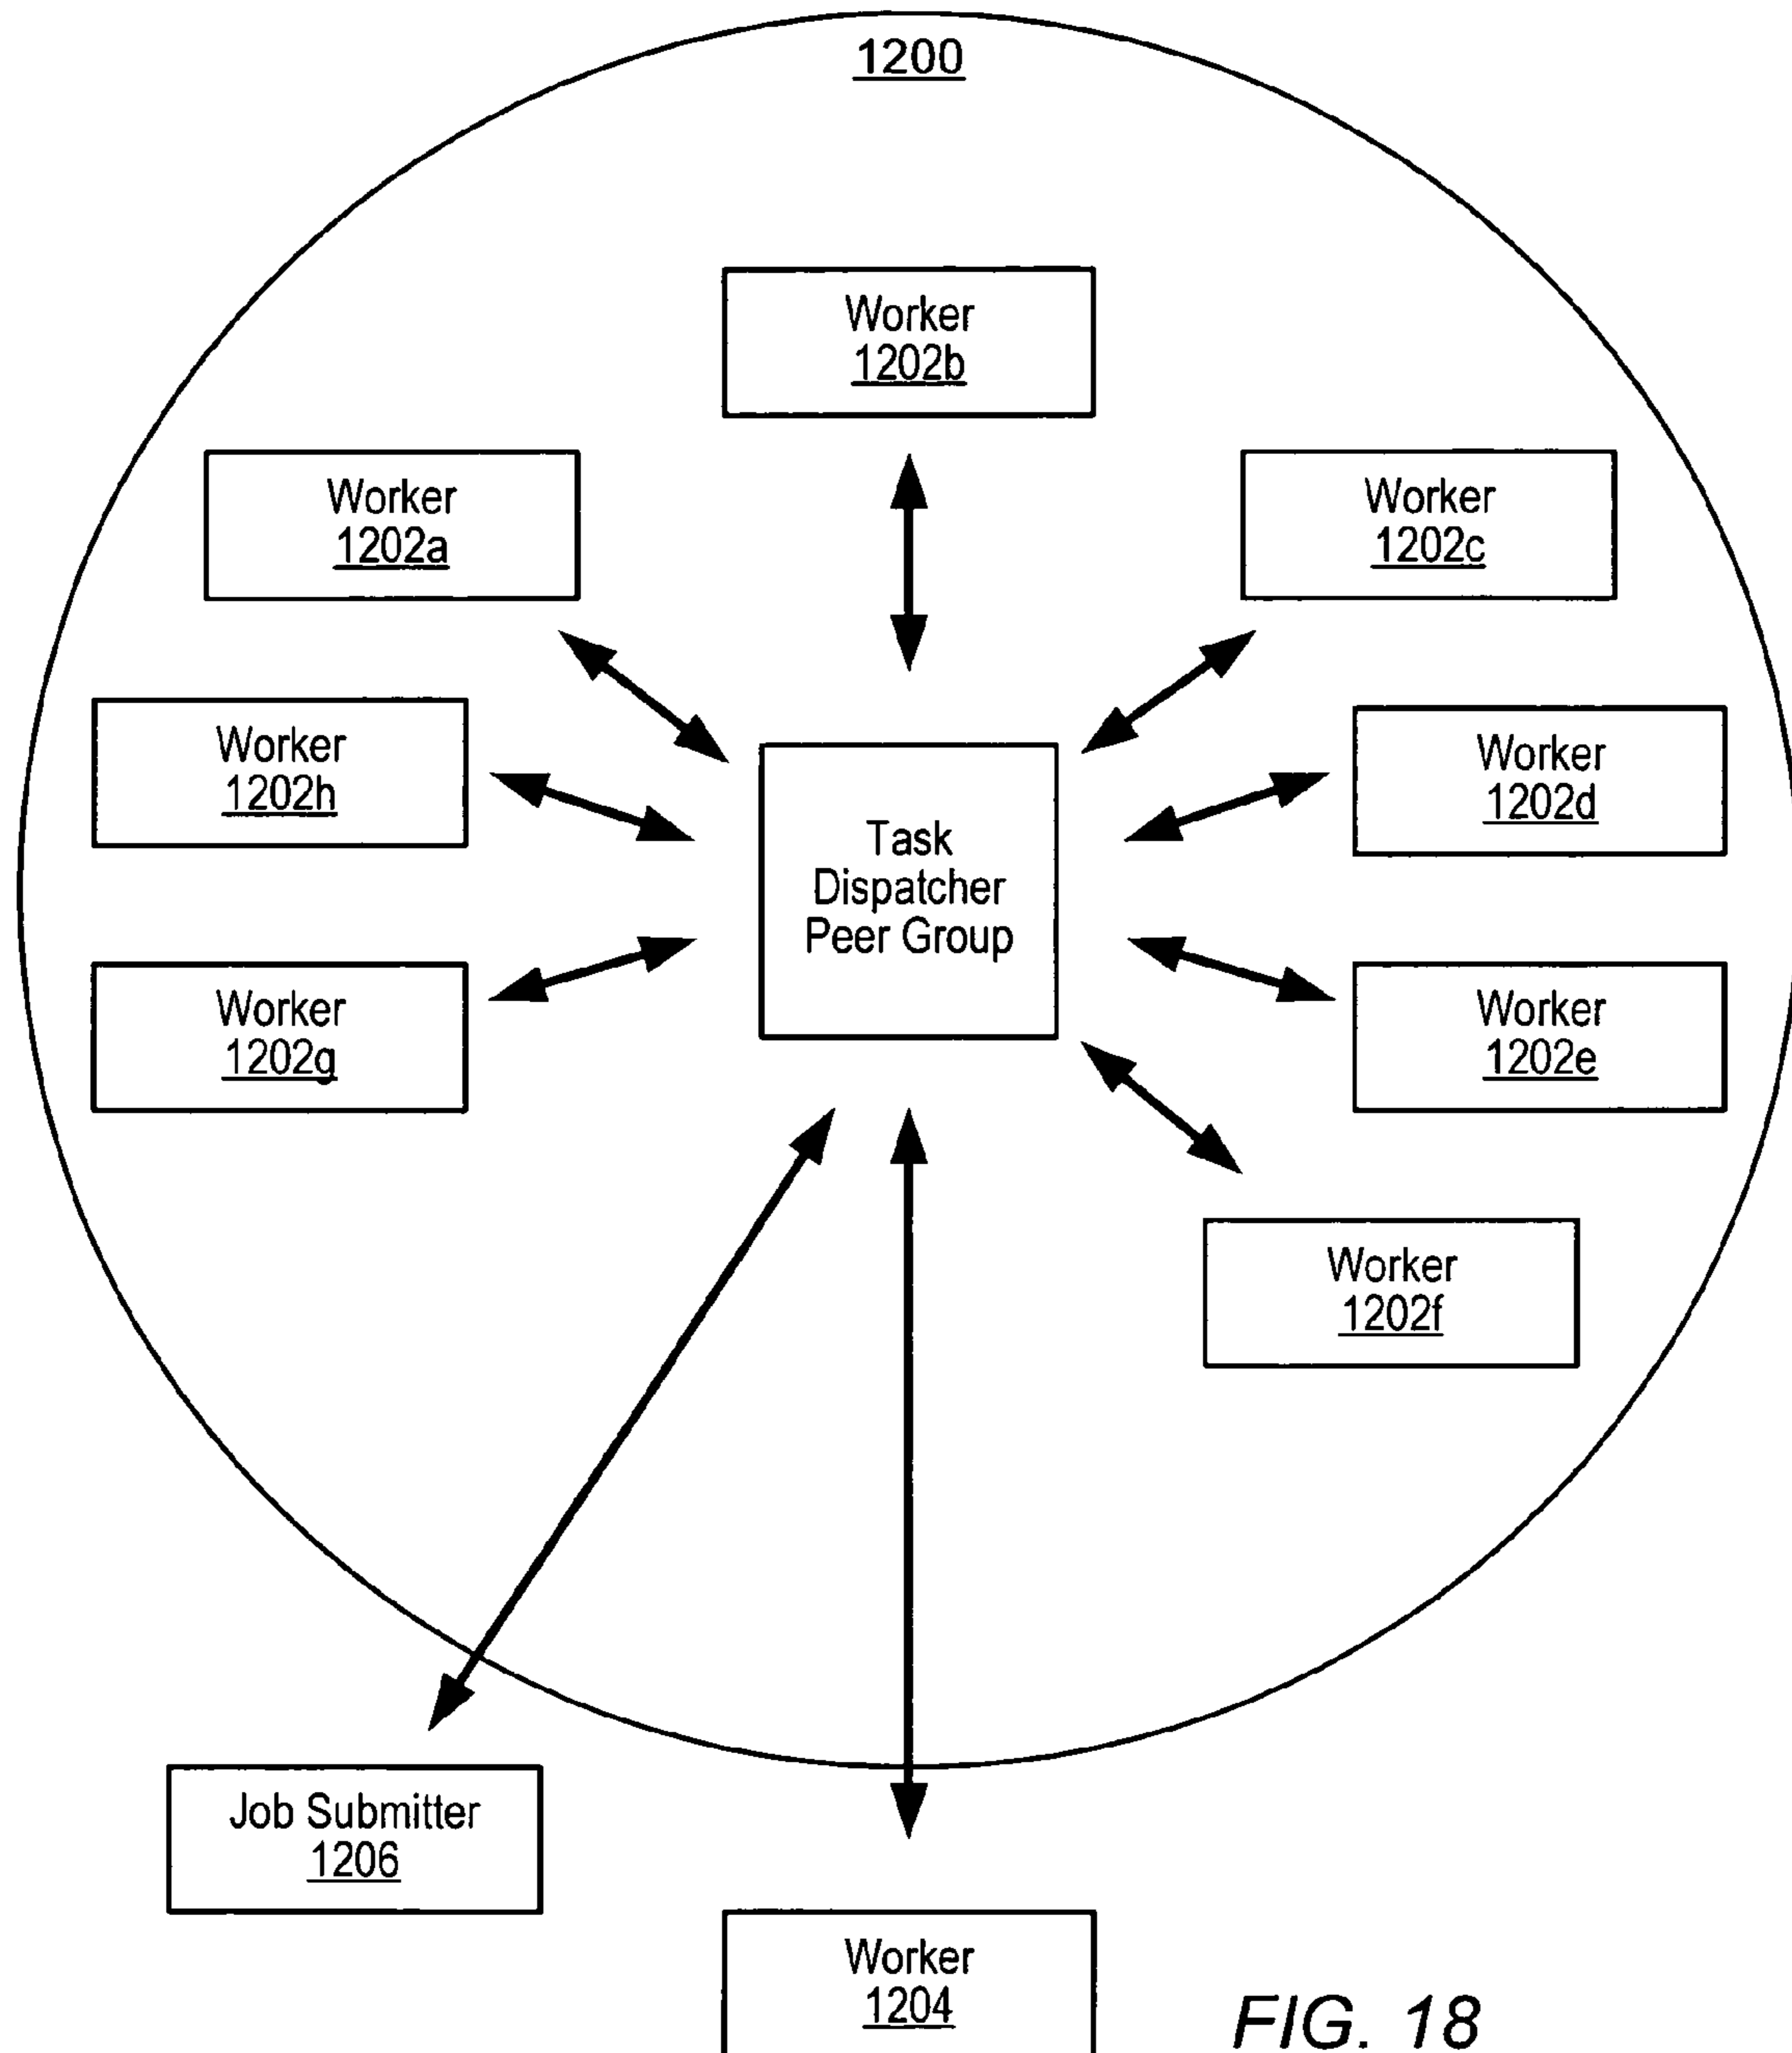 1200
Worker
1202b
Worker
1202a
Worker
1202c
Worker
1202h
Worker
1202d
Task
Dispatcher
Peer Group
Worker
1202g
Worker
1202e
Worker
1202f
Job Submitter
1206
Worker
1204
FIG. 18